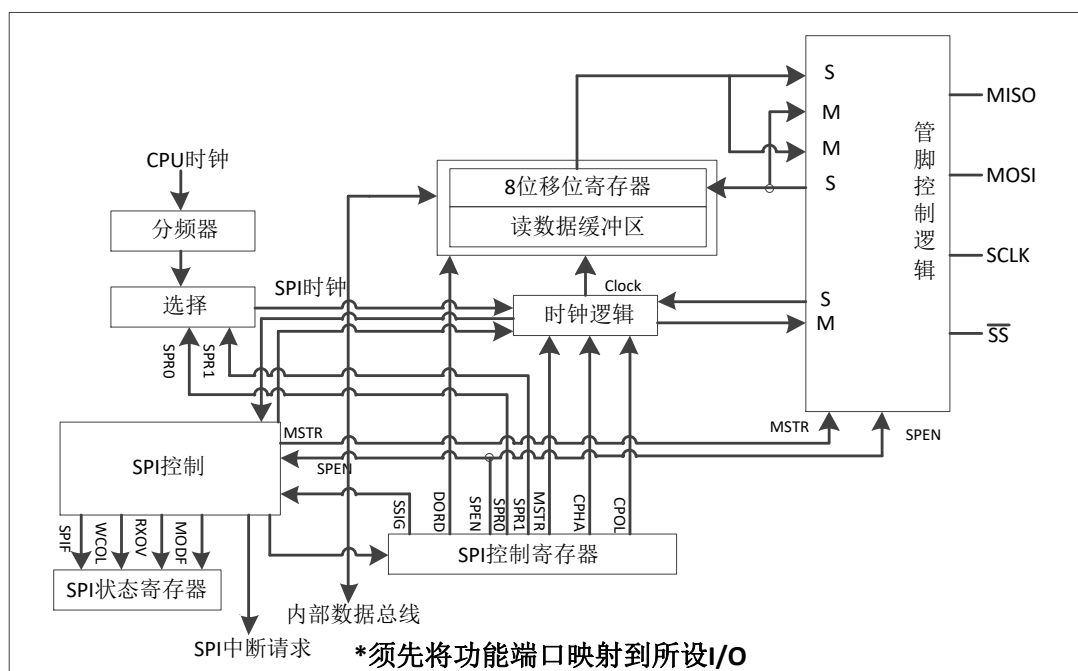 S
MISO
M
CPU时钟
M
管脚控制逻辑
8位移位寄存器
S
MOSI
分频器
读数据缓冲区
SCLK
SPI时钟
Clock
选择
时钟逻辑
S
M
SS
SPR0
SPR1
MSTR
SPEN
MSTR
SPI控制
SPEN
SSIG
DORD
SPEN
SPR0
SPR1
MSTR
CPHA
CPOL
SPIF
WCOL
RXOV
MODF
SPI控制寄存器
SPI状态寄存器
内部数据总线
SPI中断请求
*须先将功能端口映射到所设I/O